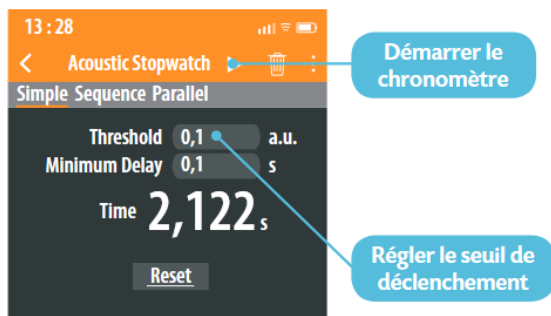 13 : 28
Acoustic Stopwatch
Démarrer le
chronomètre
Simple Sequence Parallel
Threshold 0,1 a.u.
Minimum Delay 0,1 s
Time 2,122 s
Régler le seuil de
déclenchement
Reset